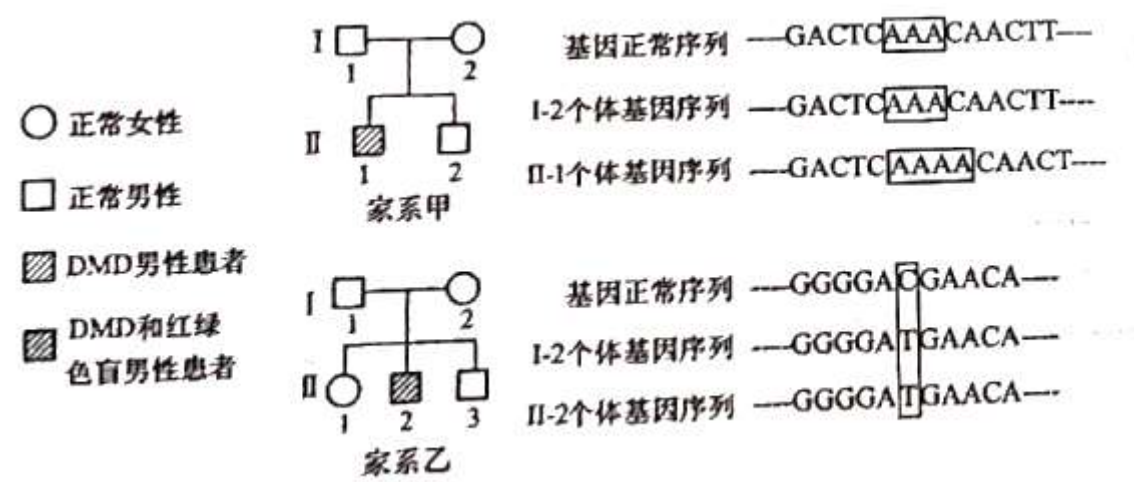 正常女性
正常男性
DMD男性患者
DMD和红绿
色盲男性患者
I
1
2
II
1
2
家系甲
基因正常序列 ----GACTCAAACAACTT----
I-2个体基因序列 ----GACTCAAACAACTT----
II-1个体基因序列 ----GACTCAAAACAACT----
I
1
2
II
1
2
3
家系乙
基因正常序列 ----GGGGACGAACA----
I-2个体基因序列 ----GGGGATGAACA----
II-2个体基因序列 ----GGGGATGAACA----